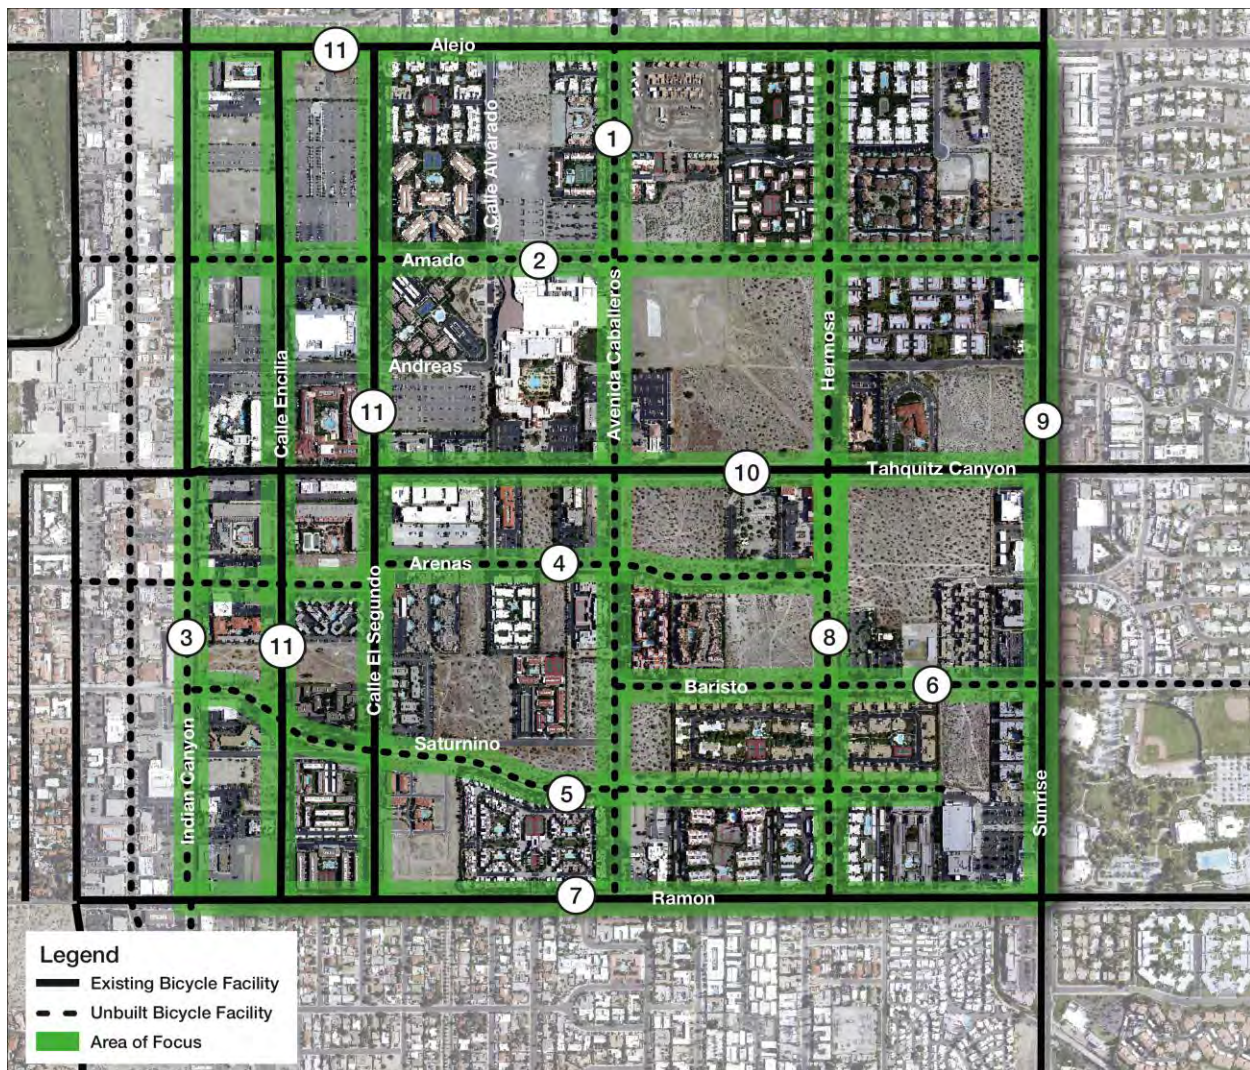 11
Alejo
Calle Alvarado
1
Amado
2
Avenida Caballeros
Hermosa
Calle Encilia
Andreas
11
9
10
Tahquitz Canyon
Arenas
4
3
11
Calle El Segundo
8
Baristo
6
Indian Canyon
Saturnino
5
Sunrise
7
Ramon
Legend
Existing Bicycle Facility
Unbuilt Bicycle Facility
Area of Focus